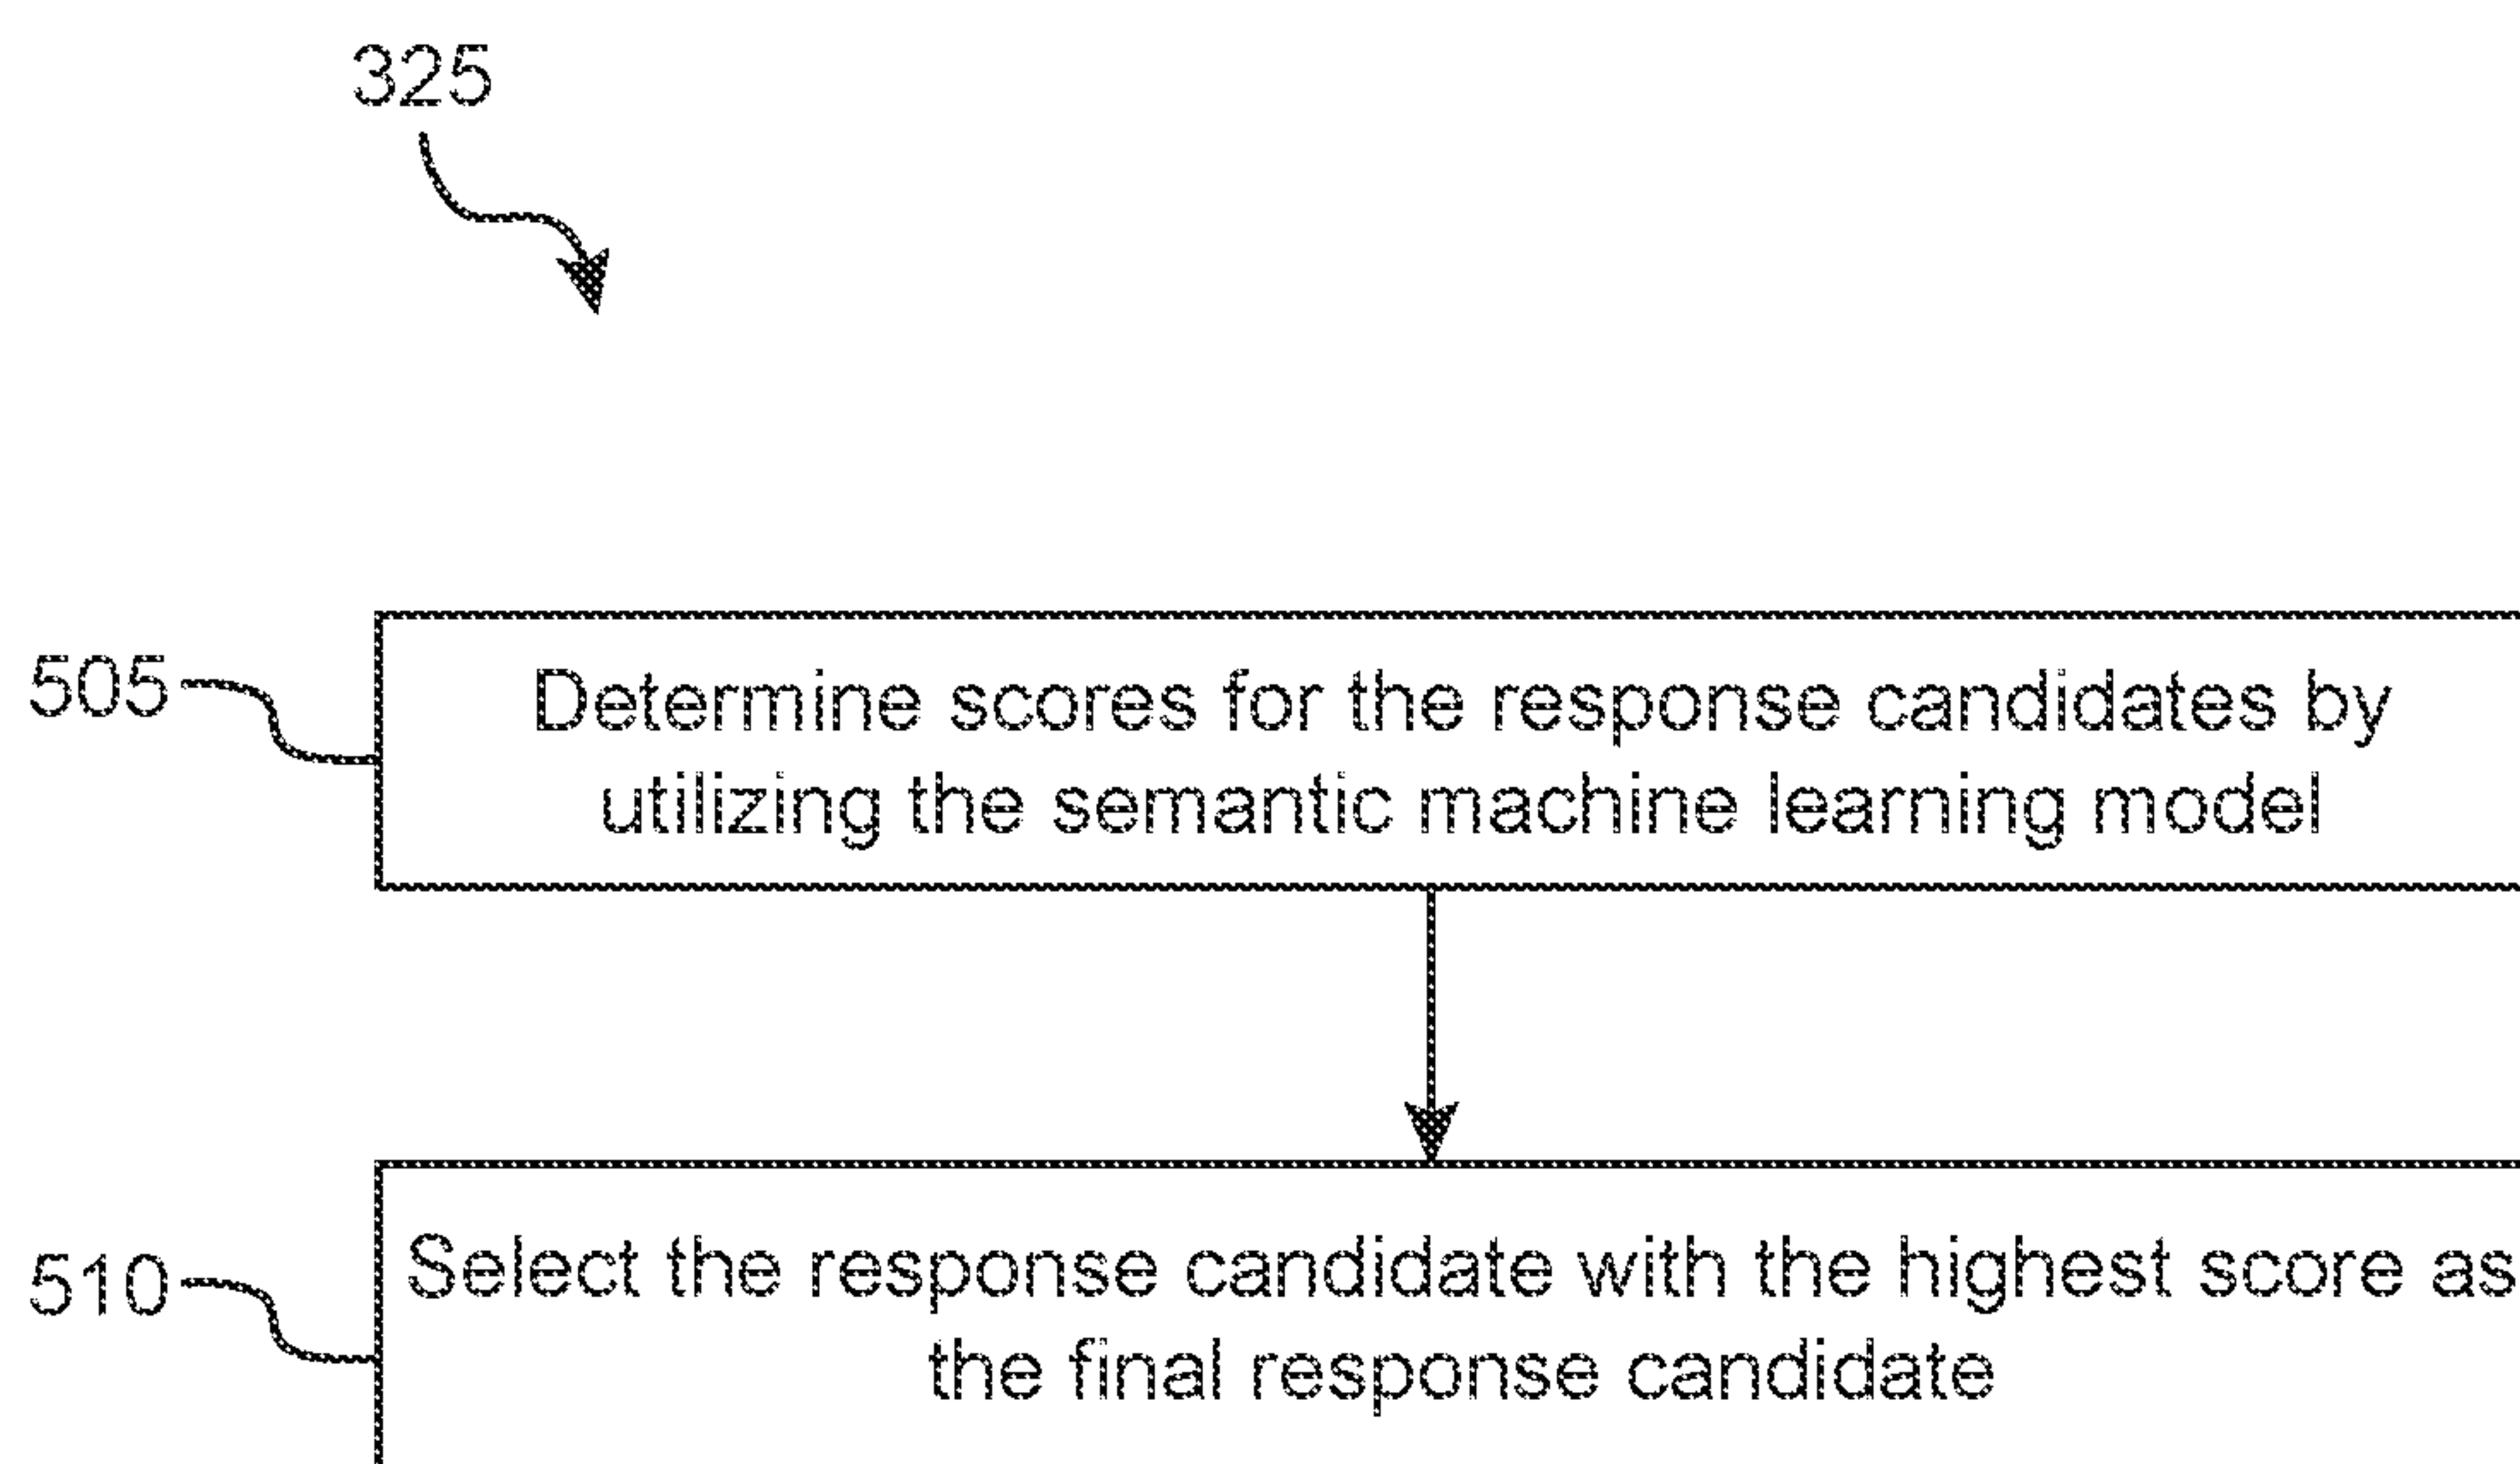 325
505
Determine scores for the response candidates by
utilizing the semantic machine learning model
510
Select the response candidate with the highest score as
the final response candidate